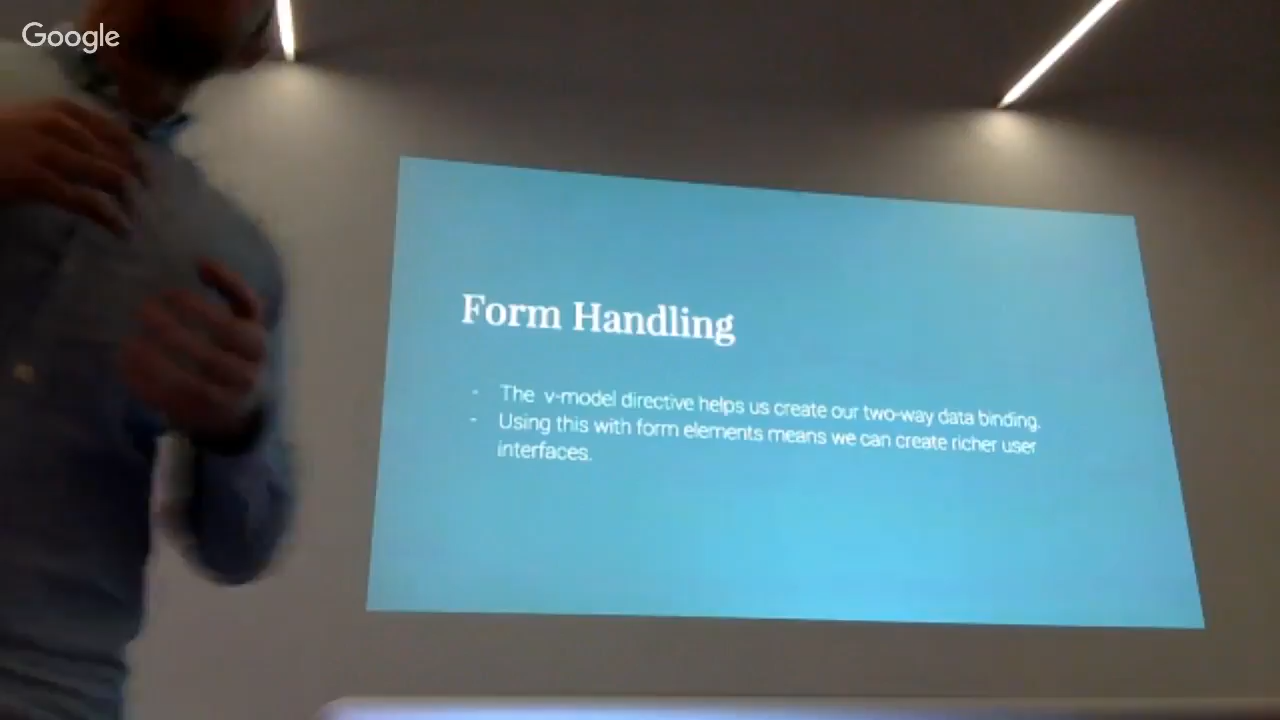 Google
Form Handling
- The v-model directive helps us create our two-way data binding.
- Using this with form elements means we can create richer user
interfaces.